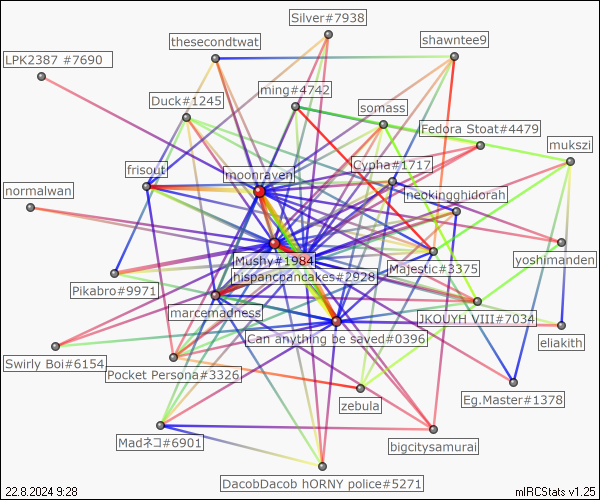 Silver#7938
thesecondtwat
shawntee9
LPK2387 #7690
ming#4742
Duck#1245
somass
Fedora Stoat#4479
mukszi
Cypha#1717
frisout
moonraven
normalwan
neokingghidorah
Mushy#1984
yoshimanden
Majestic#3375
hispanicpancakes#2928
Pikabro#9971
marcemadness
JKOUYH VIII#7034
Can anything be saved#0396
eliakith
Swirly Boi#6154
Pocket Persona#3326
Eg.Master#1378
zebula
Madネコ#6901
bigcitysamurai
DacobDacob hORNY police#5271
22.8.2024 9:28
mIRCStats v1.25